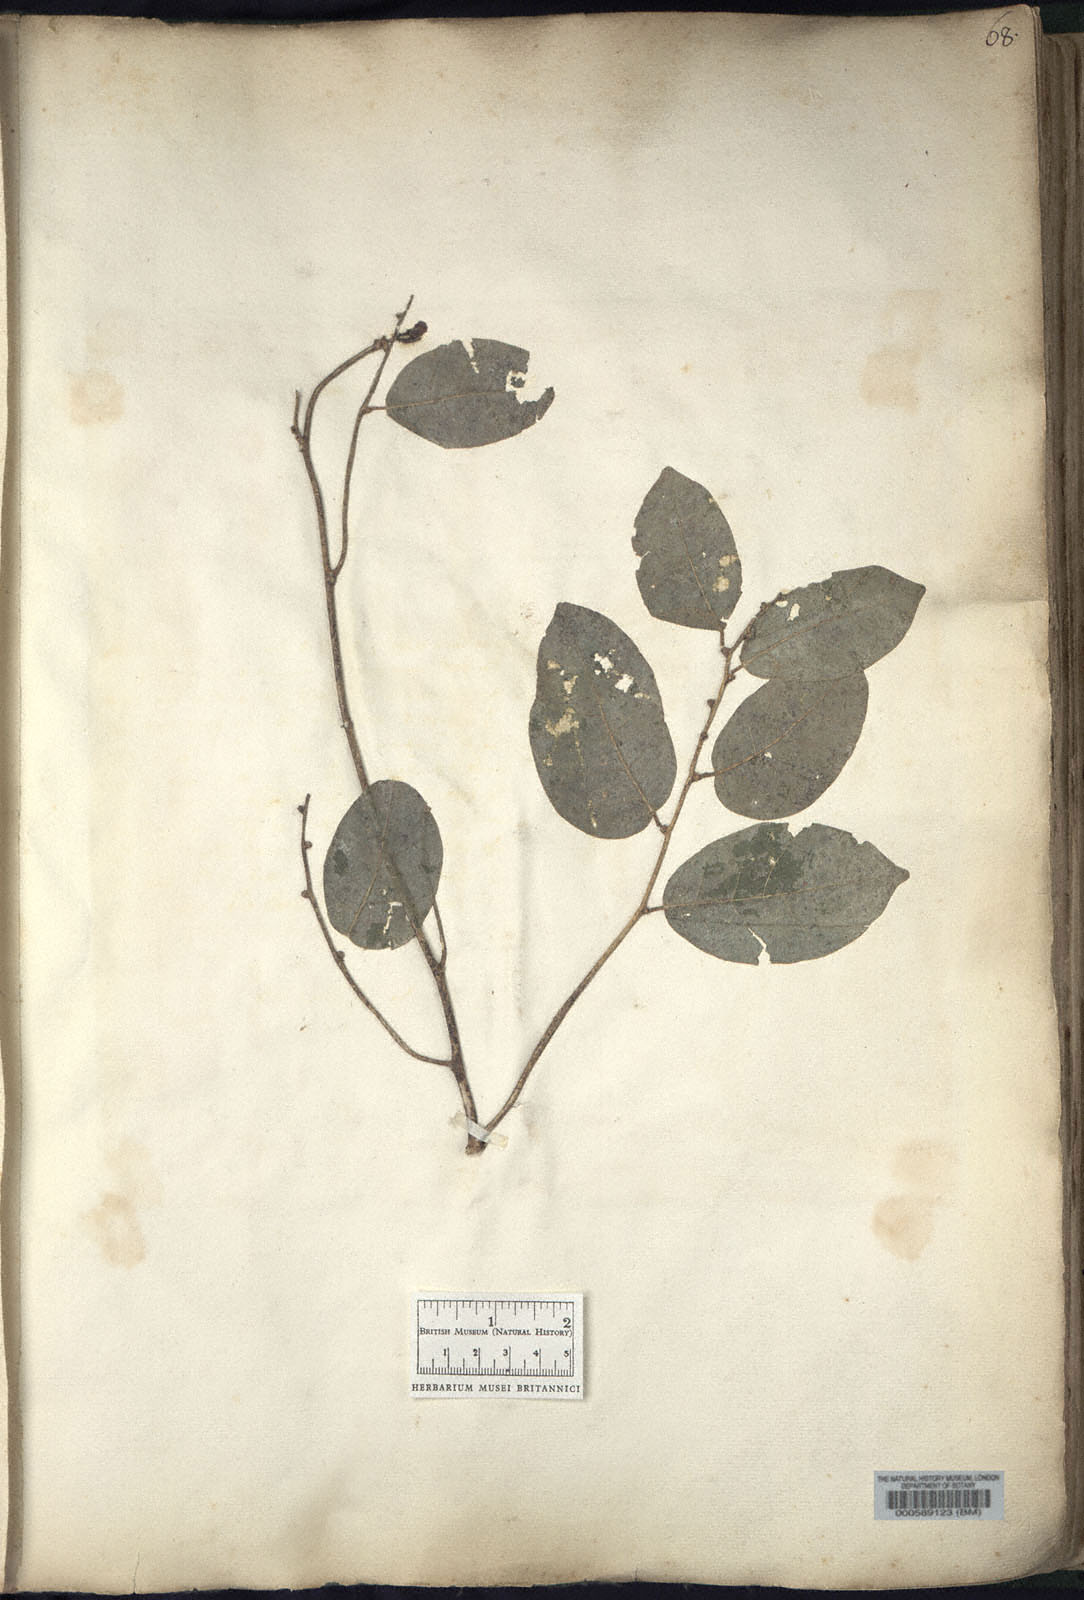 68.
1 2
BRITISH MUSEUM (NATURAL HISTORY)
1 2 3 4 5
HERBARIUM MUSEI BRITANNICI
THE NATURAL HISTORY MUSEUM, LONDON
DEPARTMENT OF BOTANY
000589123 (BM)